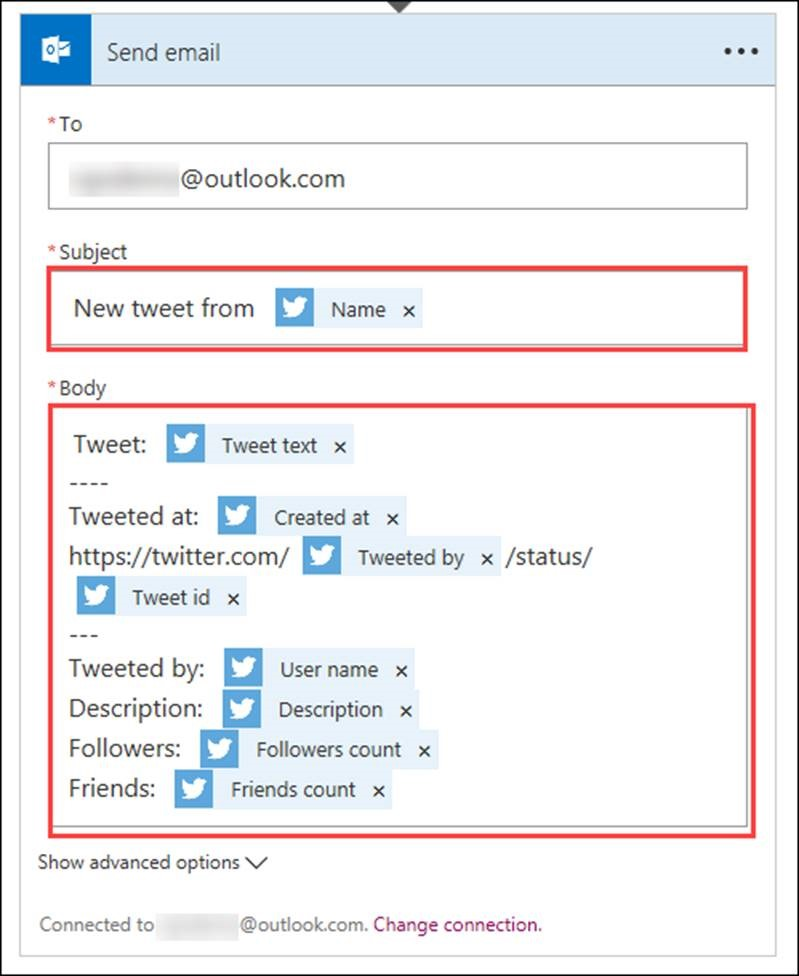 Send email
*To
@outlook.com
*Subject
New tweet from Name ×
*Body
Tweet: Tweet text ×
----
Tweeted at: Created at ×
https://twitter.com/ Tweeted by × /status/
Tweet id ×
---
Tweeted by: User name ×
Description: Description ×
Followers: Followers count ×
Friends: Friends count ×
Show advanced options
Connected to @outlook.com. Change connection.